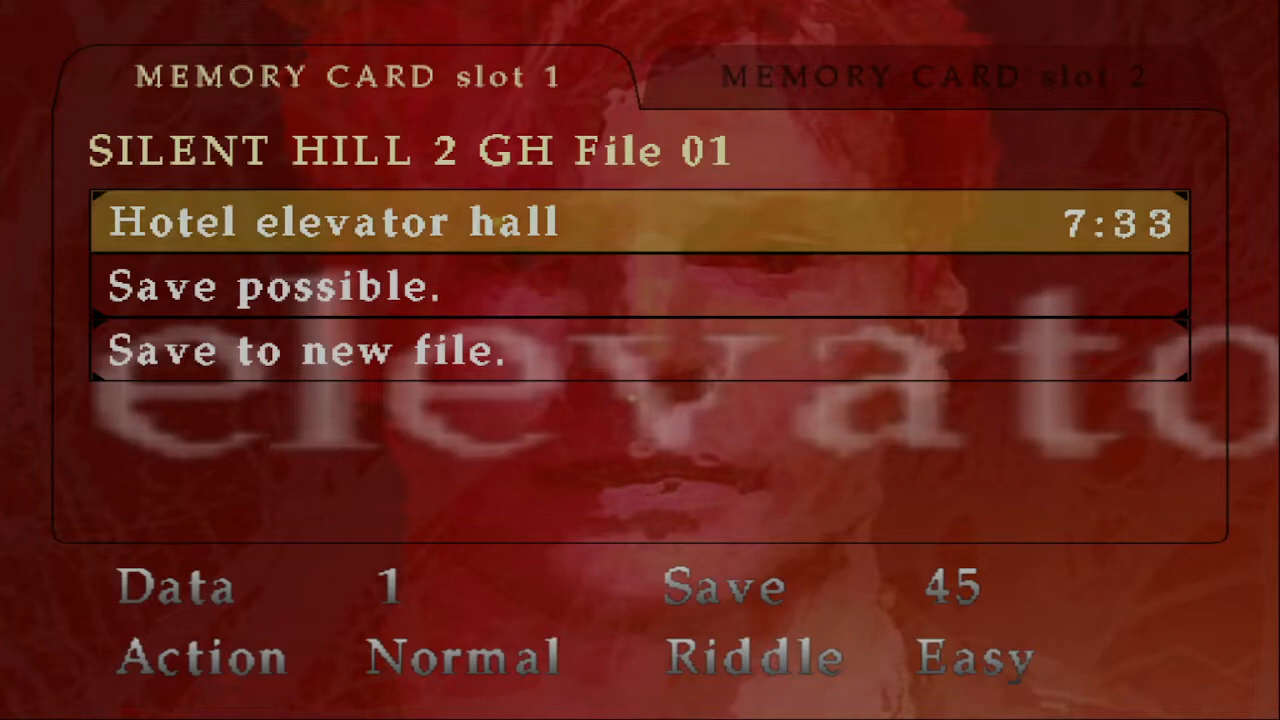 MEMORY CARD slot 1 MEMORY CARD slot 2
SILENT HILL 2 GH File 01
Hotel elevator hall 7:33
Save possible.
Save to new file.
elevato
Data 1 Save 45
Action Normal Riddle Easy